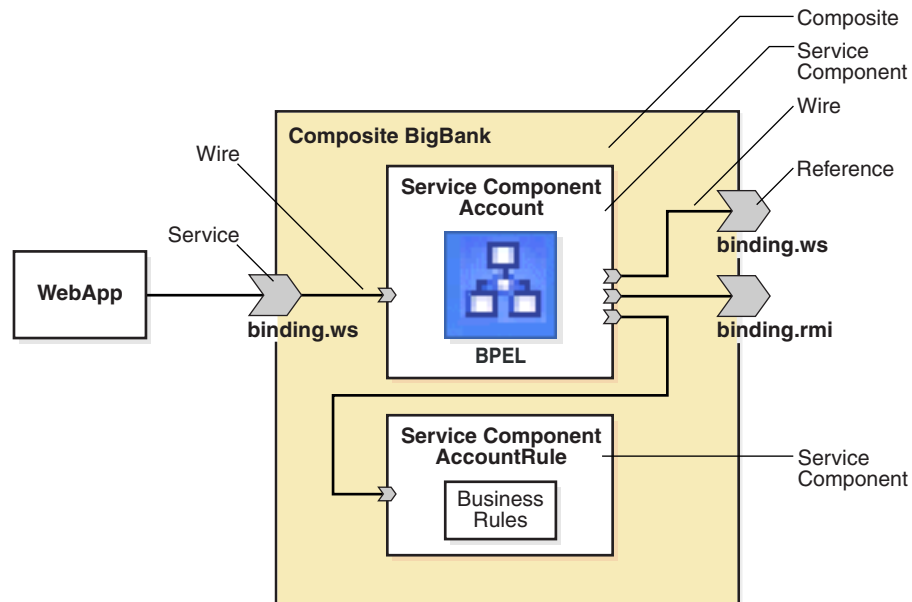 Composite
Service
Component
Wire
Composite BigBank
Wire
Service Component
Account
Reference
Service
binding.ws
WebApp
binding.ws
binding.rmi
BPEL
Service Component
AccountRule
Service
Component
Business
Rules